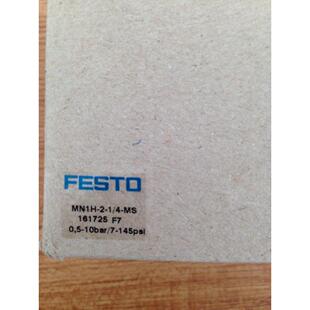 FESTO
MN1H-2-1/4-MS
161725 F7
0,5-10bar/7-145psi